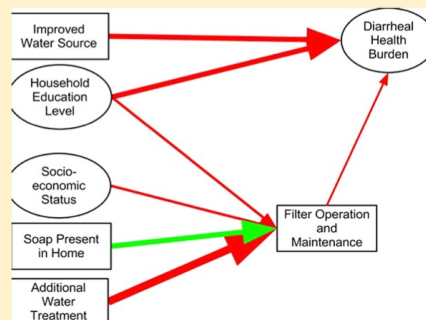 Improved
Water Source
Diarrheal
Health
Burden
Household
Education
Level
Socio-
economic
Status
Filter Operation
and
Maintenance
Soap Present
in Home
Additional
Water
Treatment